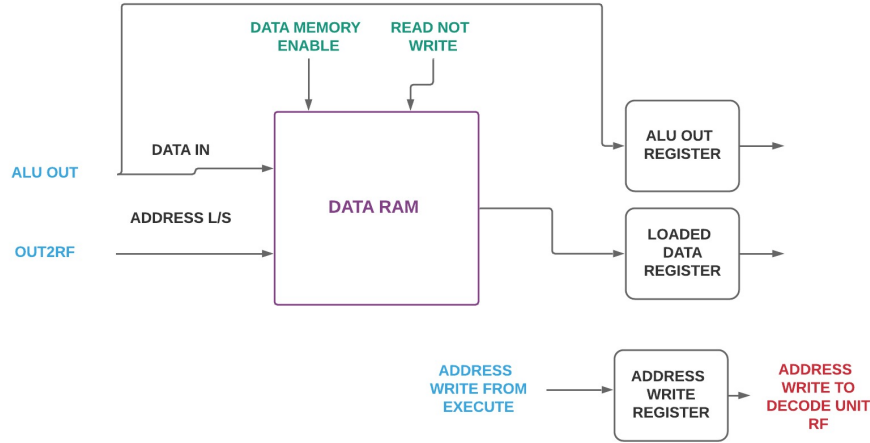 DATA MEMORY
ENABLE
READ NOT
WRITE
ALU OUT
DATA IN
ADDRESS L/S
OUT2RF
DATA RAM
ALU OUT
REGISTER
LOADED
DATA
REGISTER
ADDRESS
WRITE FROM
EXECUTE
ADDRESS
WRITE
REGISTER
ADDRESS
WRITE TO
DECODE UNIT
RF